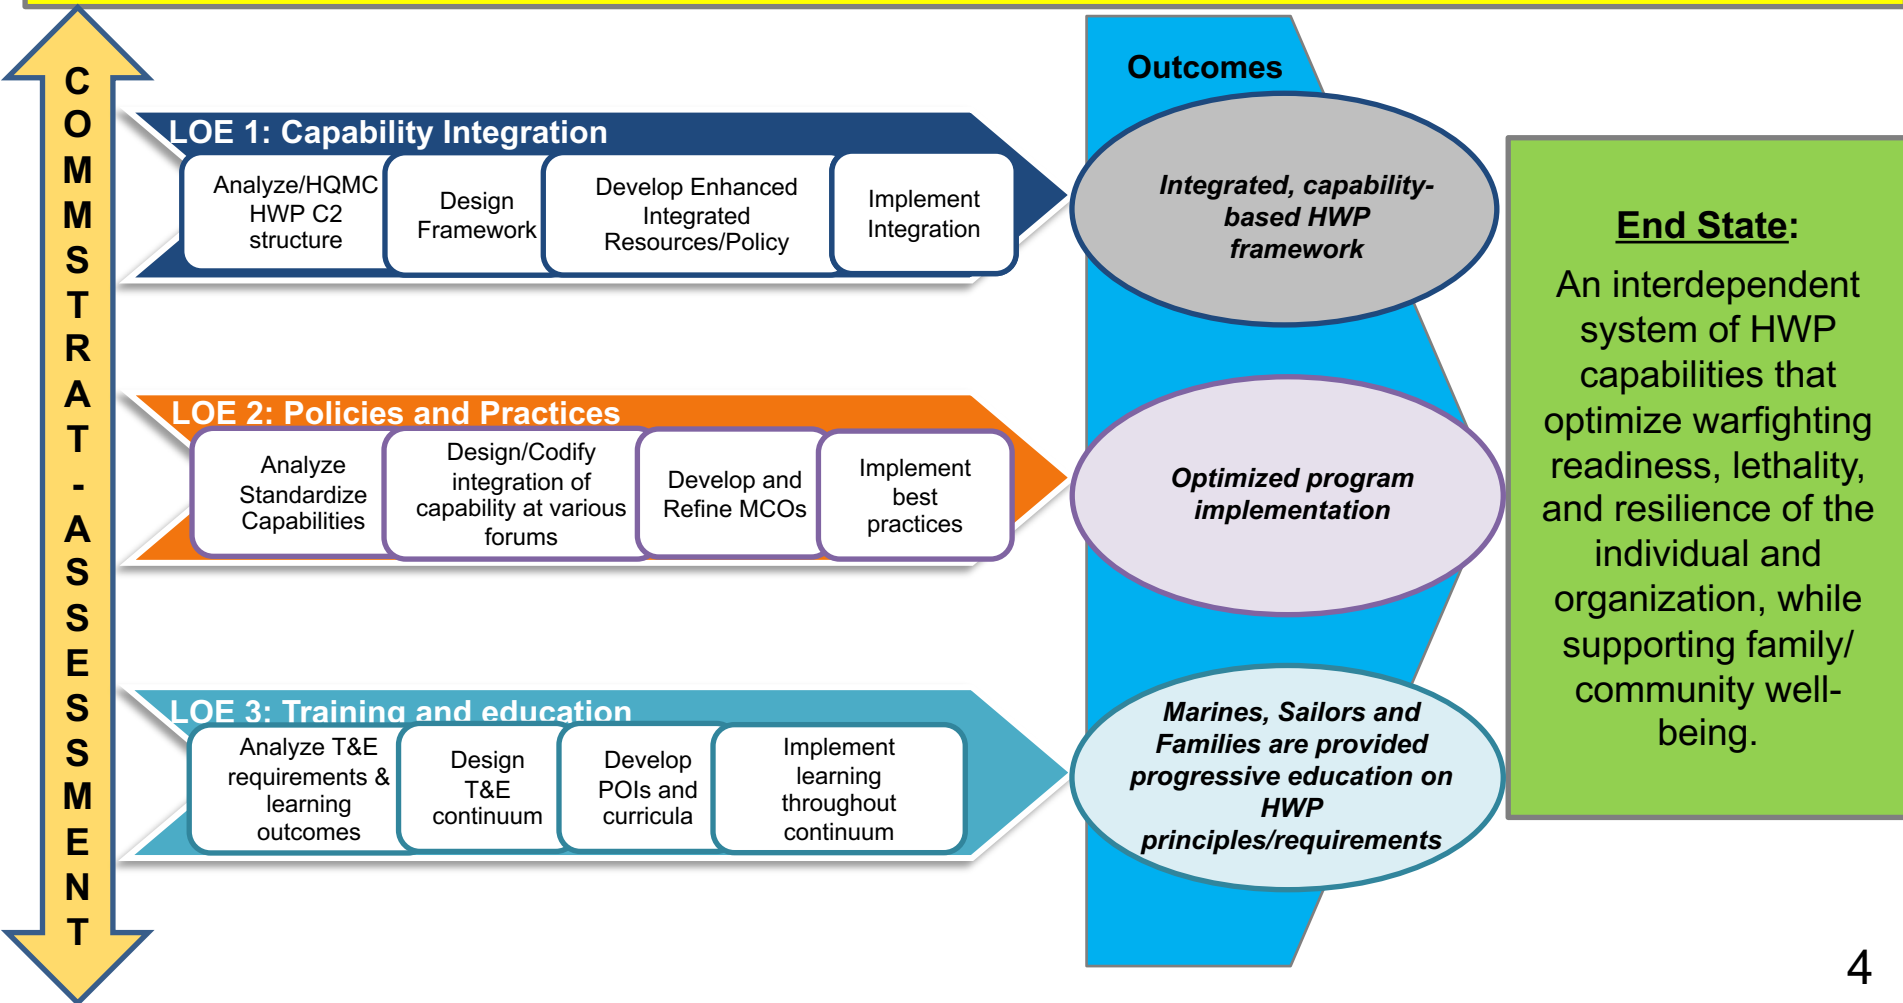 COMMSTRAT - ASSESSMENT
Outcomes
LOE 1: Capability Integration
Analyze/HQMC
HWP C2
structure
Design
Framework
Develop Enhanced
Integrated
Resources/Policy
Implement
Integration
Integrated, capability-
based HWP
framework
LOE 2: Policies and Practices
Analyze
Standardize
Capabilities
Design/Codify
integration of
capability at various
forums
Develop and
Refine MCOs
Implement
best
practices
Optimized program
implementation
LOE 3: Training and education
Analyze T&E
requirements &
learning
outcomes
Design
T&E
continuum
Develop
POIs and
curricula
Implement
learning
throughout
continuum
Marines, Sailors and
Families are provided
progressive education on
HWP
principles/requirements
End State:
An interdependent
system of HWP
capabilities that
optimize warfighting
readiness, lethality,
and resilience of the
individual and
organization, while
supporting family/
community well-
being.
4